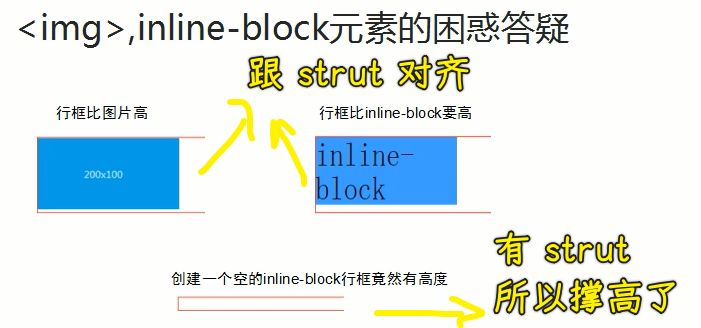 <img>,inline-block元素的困惑答疑
跟 strut 对齐
行框比图片高
行框比inline-block要高
200x100
inline-
block
有 strut
所以撑高了
创建一个空的inline-block行框竟然有高度